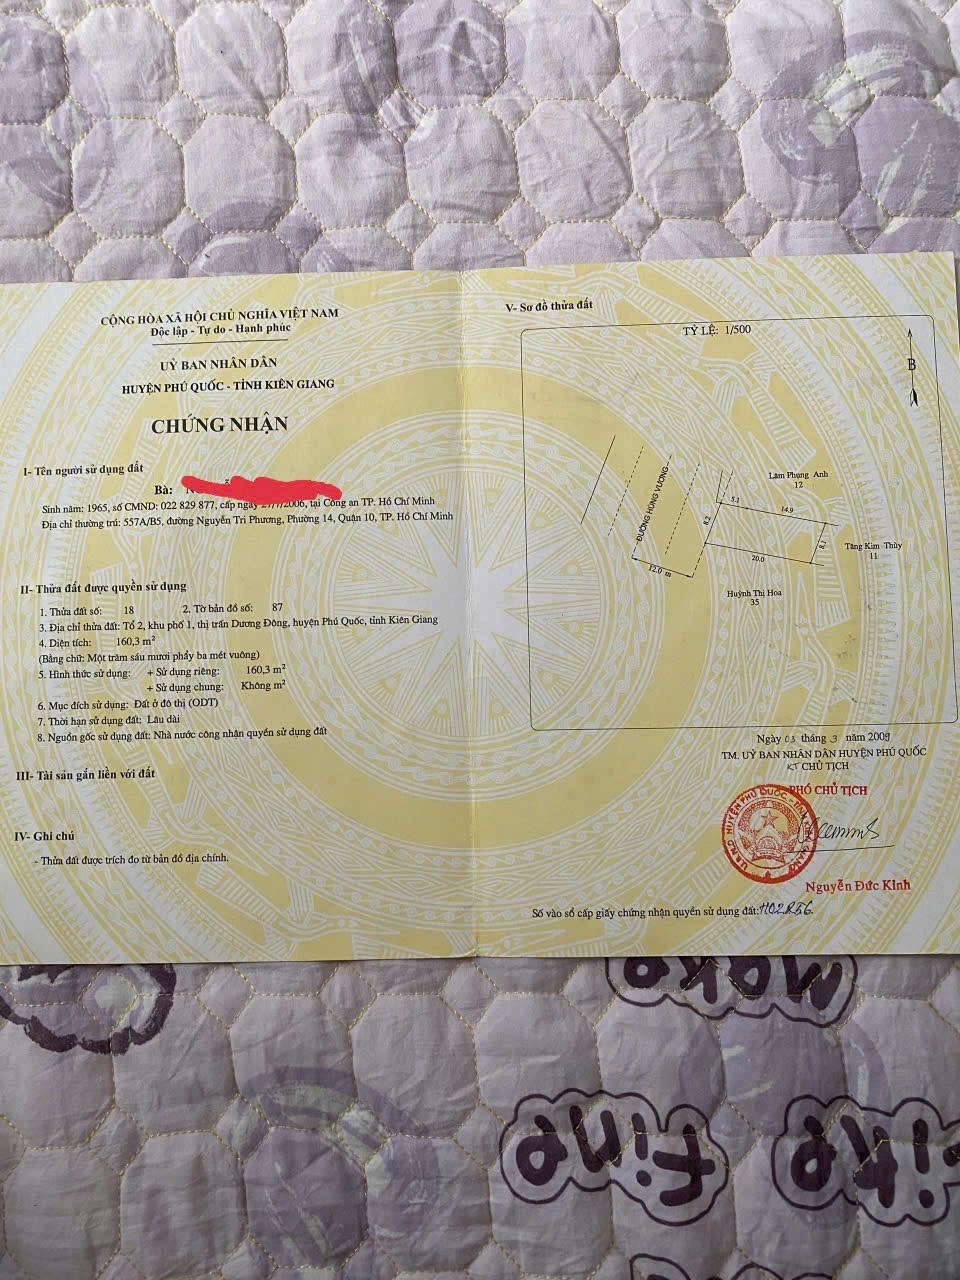 CỘNG HÒA XÃ HỘI CHỦ NGHĨA VIỆT NAM
Độc lập - Tự do - Hạnh phúc
UỶ BAN NHÂN DÂN
HUYỆN PHÚ QUỐC - TỈNH KIÊN GIANG
CHỨNG NHẬN
I- Tên người sử dụng đất
Bà:
Sinh năm: 1965, số CMND: 022 829 877, cấp ngày 27/7/2006, tại Công an TP. Hồ Chí Minh
Địa chỉ thường trú: 557A/B5, đường Nguyễn Tri Phương, Phường 14, Quận 10, TP. Hồ Chí Minh
II- Thửa đất được quyền sử dụng
1. Thửa đất số: 18 2. Tờ bản đồ số: 87
3. Địa chỉ thửa đất: Tổ 2, khu phố 1, thị trấn Dương Đông, huyện Phú Quốc, tỉnh Kiên Giang
4. Diện tích: 160,3 m²
(Bằng chữ: Một trăm sáu mươi phẩy ba mét vuông)
5. Hình thức sử dụng: + Sử dụng riêng: 160,3 m²
+ Sử dụng chung: Không m²
6. Mục đích sử dụng: Đất ở đô thị (ODT)
7. Thời hạn sử dụng đất: Lâu dài
8. Nguồn gốc sử dụng đất: Nhà nước công nhận quyền sử dụng đất
III- Tài sản gắn liền với đất
IV- Ghi chú
- Thửa đất được trích đo từ bản đồ địa chính.
V- Sơ đồ thửa đất
TỶ LỆ: 1/500
B
ĐƯỜNG HÙNG VƯƠNG
12.0 m
Lâm Phụng Anh
12
5.1
14.9
8.2
8.1
20.0
Tăng Kim Thủy
11
Huỳnh Thị Hoa
35
Ngày 03 tháng 3 năm 2009
TM. UỶ BAN NHÂN DÂN HUYỆN PHÚ QUỐC
KT CHỦ TỊCH
PHÓ CHỦ TỊCH
U.B.N.D HUYỆN PHÚ QUỐC - TỈNH KIÊN GIANG
Nguyễn Đức Kỉnh
Số vào sổ cấp giấy chứng nhận quyền sử dụng đất: